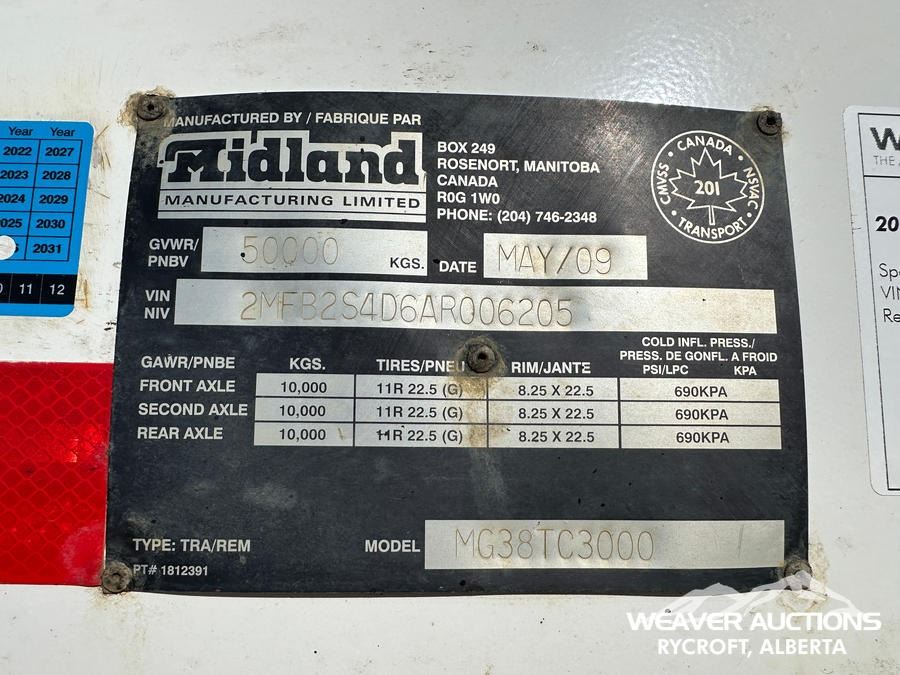 Year Year
2022 2027
2023 2028
2024 2029
2025 2030
2031
11 12
MANUFACTURED BY / FABRIQUE PAR
Midland
MANUFACTURING LIMITED
BOX 249
ROSENORT, MANITOBA
CANADA
R0G 1W0
PHONE: (204) 746-2348
CANADA
CMVSS NSVAC
201
TRANSPORT
GVWR/
PNBV
50000 KGS. DATE MAY/09
VIN
NIV
2MFB2S4D6AR006205
COLD INFL. PRESS./
PRESS. DE GONFL. A FROID
GAWR/PNBE KGS. TIRES/PNEU RIM/JANTE PSI/LPC KPA
FRONT AXLE 10,000 11R 22.5 (G) 8.25 X 22.5 690KPA
SECOND AXLE 10,000 11R 22.5 (G) 8.25 X 22.5 690KPA
REAR AXLE 10,000 11R 22.5 (G) 8.25 X 22.5 690KPA
TYPE: TRA/REM MODEL MG38TC3000
PT# 1812391
W
THE
20
Sp
VIN
Re
WEAVER AUCTIONS
RYCROFT, ALBERTA